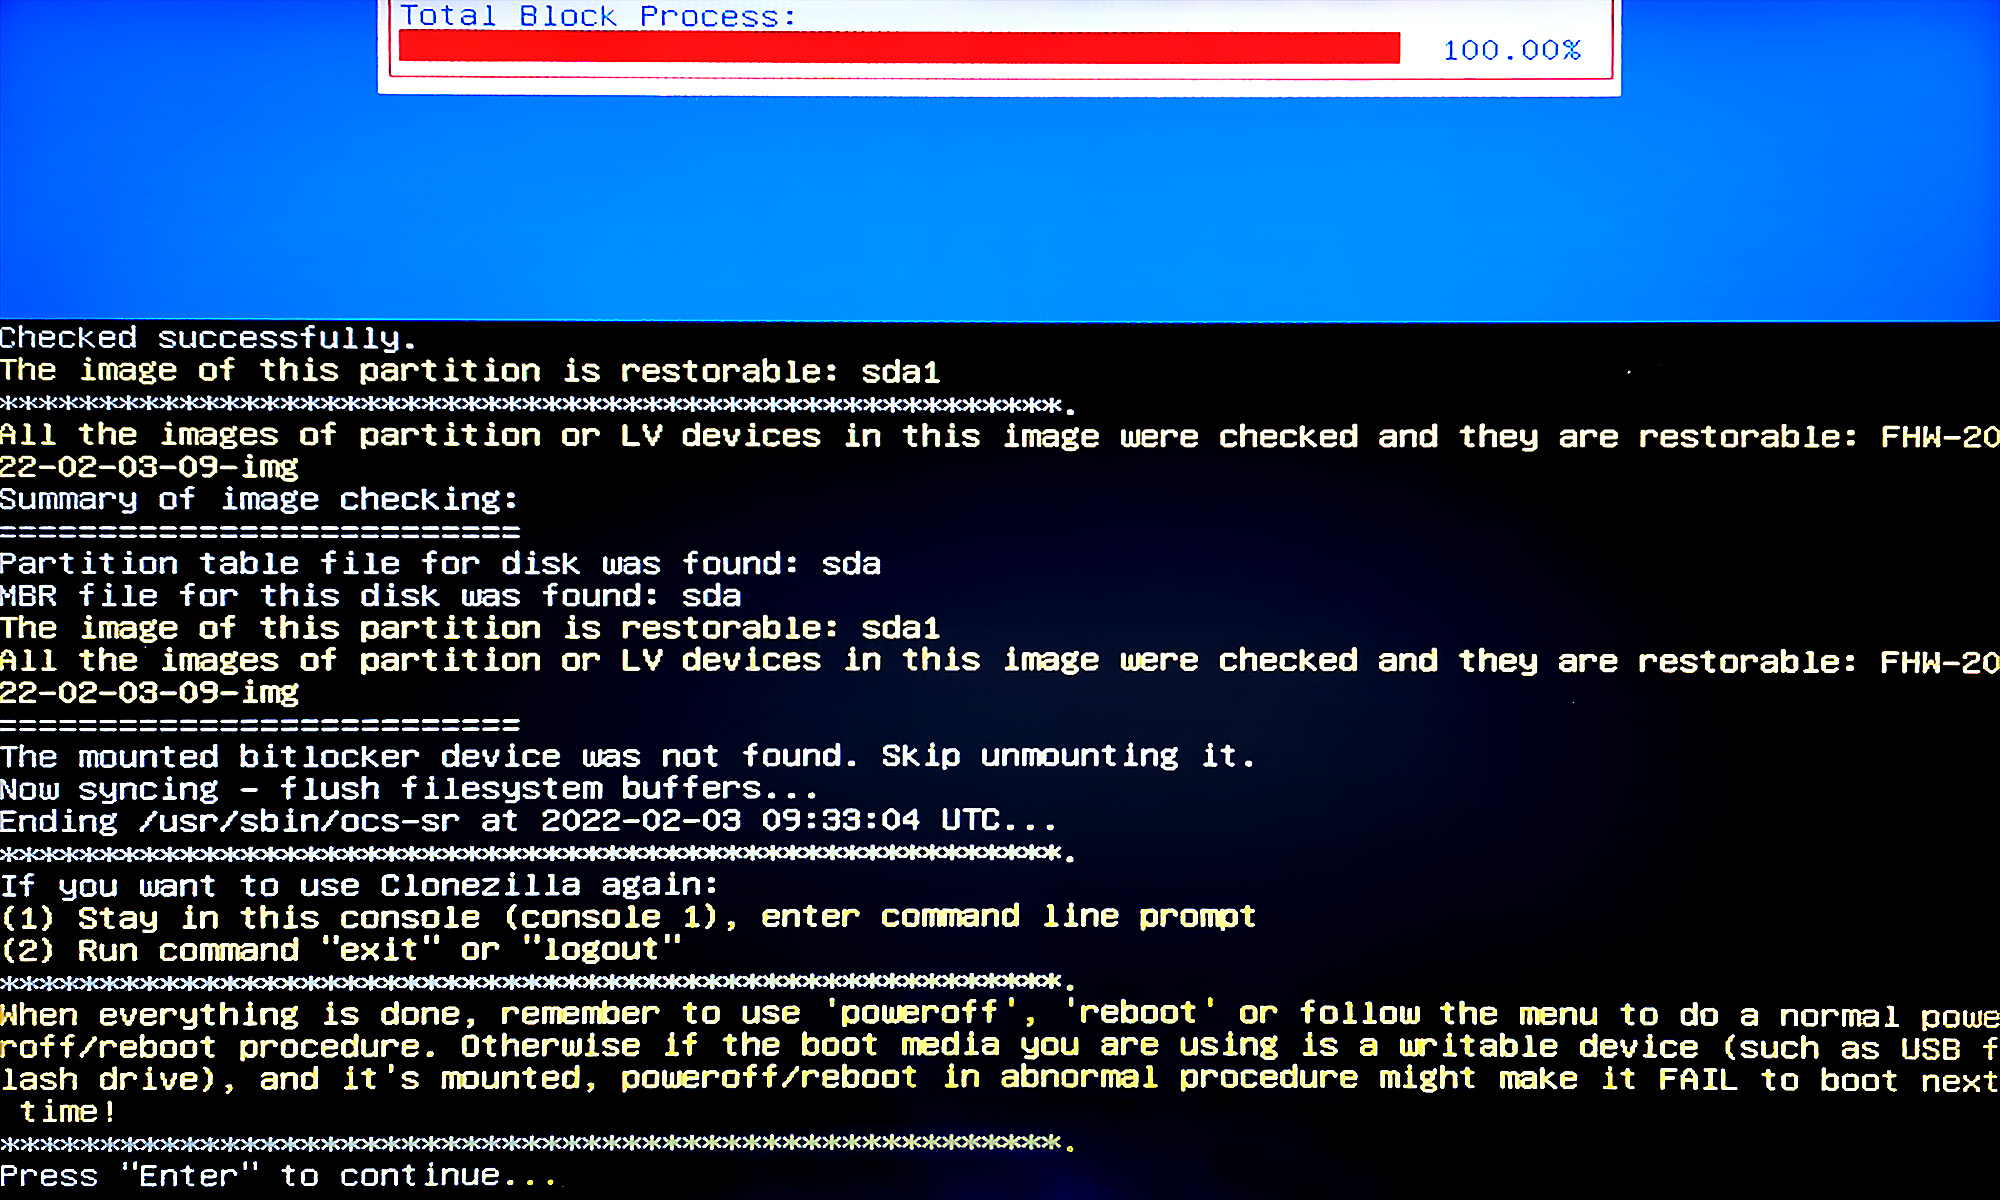 Total Block Process:
100.00%
Checked successfully.
The image of this partition is restorable: sda1
*****************************************************.
All the images of partition or LV devices in this image were checked and they are restorable: FHW-20
22-02-03-09-img
Summary of image checking:
==========================
Partition table file for disk was found: sda
MBR file for this disk was found: sda
The image of this partition is restorable: sda1
All the images of partition or LV devices in this image were checked and they are restorable: FHW-20
22-02-03-09-img
==========================
The mounted bitlocker device was not found. Skip unmounting it.
Now syncing - flush filesystem buffers...
Ending /usr/sbin/ocs-sr at 2022-02-03 09:33:04 UTC...
*****************************************************.
If you want to use Clonezilla again:
(1) Stay in this console (console 1), enter command line prompt
(2) Run command "exit" or "logout"
*****************************************************.
When everything is done, remember to use 'poweroff', 'reboot' or follow the menu to do a normal powe
roff/reboot procedure. Otherwise if the boot media you are using is a writable device (such as USB f
lash drive), and it's mounted, poweroff/reboot in abnormal procedure might make it FAIL to boot next
 time!
*****************************************************.
Press "Enter" to continue...